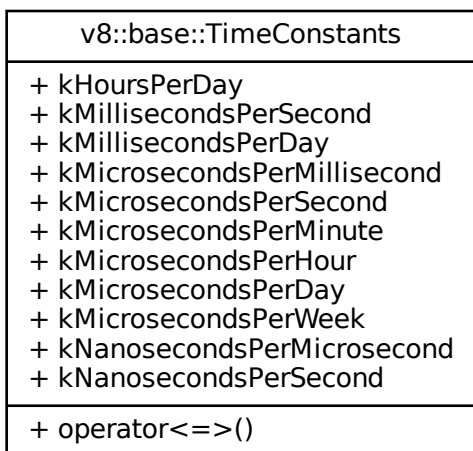 v8::base::TimeConstants
+ kHoursPerDay
+ kMillisecondsPerSecond
+ kMillisecondsPerDay
+ kMicrosecondsPerMillisecond
+ kMicrosecondsPerSecond
+ kMicrosecondsPerMinute
+ kMicrosecondsPerHour
+ kMicrosecondsPerDay
+ kMicrosecondsPerWeek
+ kNanosecondsPerMicrosecond
+ kNanosecondsPerSecond
+ operator<=>()